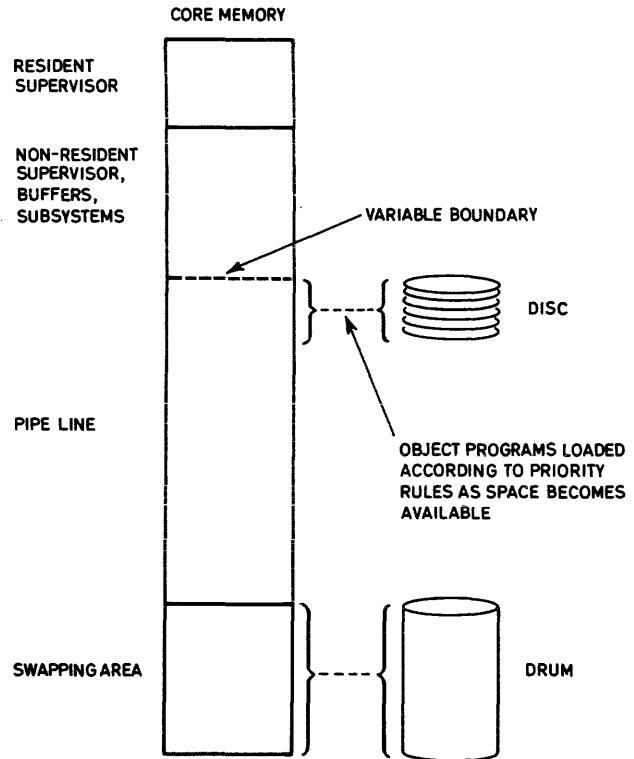 CORE MEMORY
RESIDENT
SUPERVISOR
NON-RESIDENT
SUPERVISOR,
BUFFERS,
SUBSYSTEMS
VARIABLE BOUNDARY
DISC
PIPE LINE
OBJECT PROGRAMS LOADED
ACCORDING TO PRIORITY
RULES AS SPACE BECOMES
AVAILABLE
SWAPPING AREA
DRUM